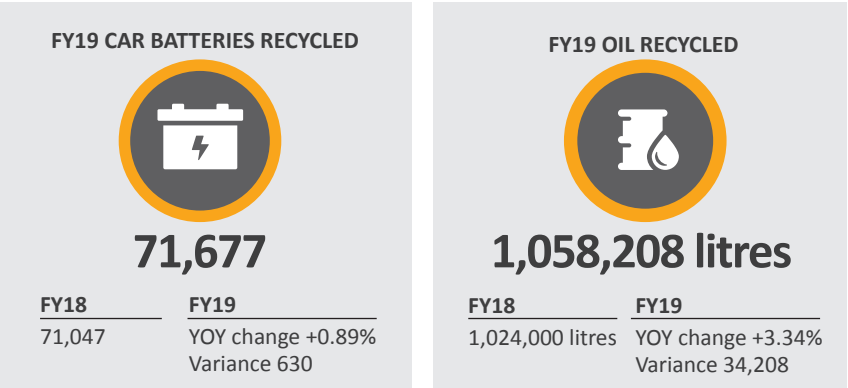 FY19 CAR BATTERIES RECYCLED
71,677
FY18 FY19
71,047 YOY change +0.89%
Variance 630
FY19 OIL RECYCLED
1,058,208 litres
FY18 FY19
1,024,000 litres YOY change +3.34%
Variance 34,208